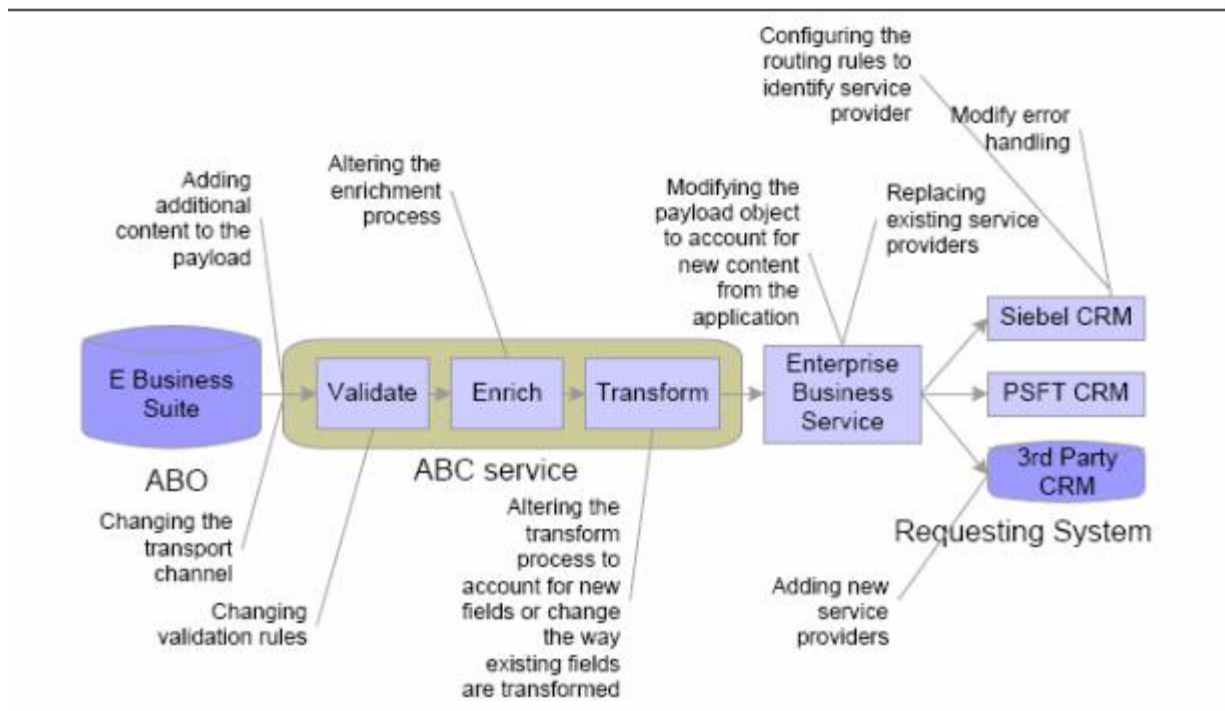 Configuring the
routing rules to
identify service
provider
Modify error
handling
Altering the
enrichment
process
Adding
additional
content to the
payload
Modifying the
payload object
to account for
new content
from the
application
Replacing
existing service
providers
E Business
Suite
Validate
Enrich
Transform
Enterprise
Business
Service
Siebel CRM
PSFT CRM
3rd Party
CRM
ABO
ABC service
Requesting System
Changing the
transport
channel
Changing
validation rules
Altering the
transform
process to
account for new
fields or change
the way
existing fields
are transformed
Adding new
service
providers